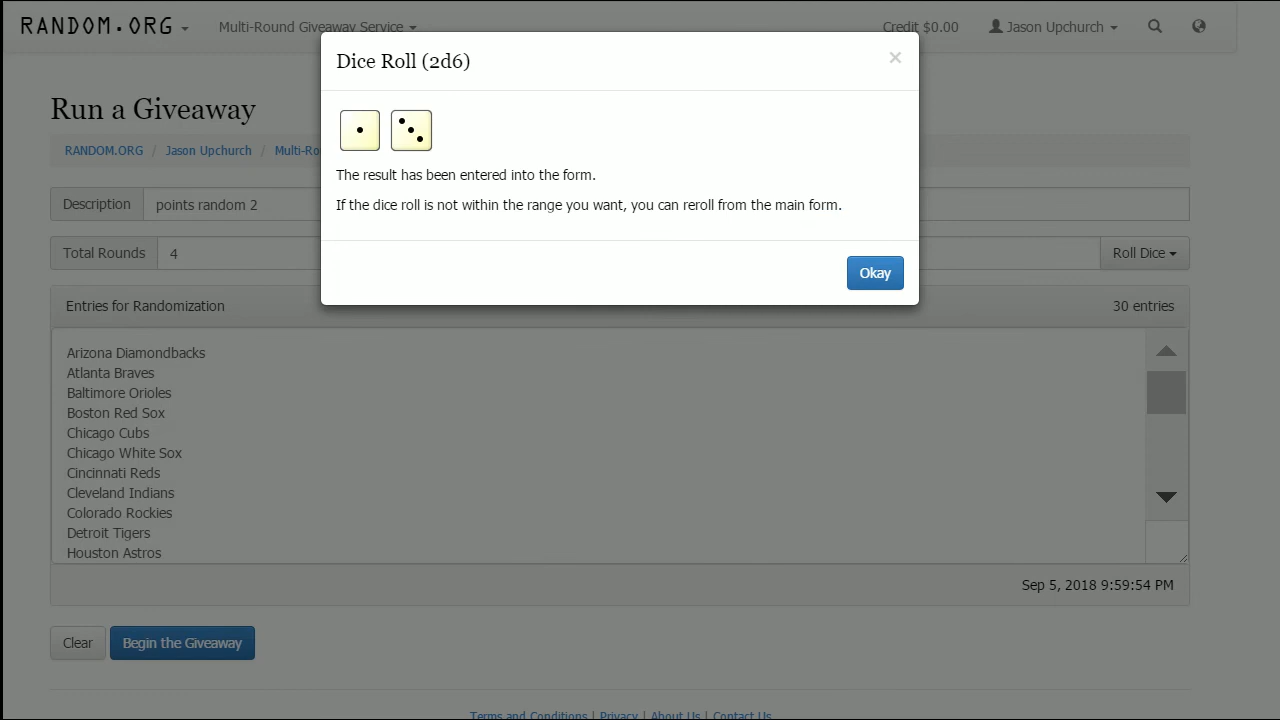 RANDOM.ORG
Multi-Round Giveaway Service
Credit $0.00
Jason Upchurch
Dice Roll (2d6)
×
The result has been entered into the form.
If the dice roll is not within the range you want, you can reroll from the main form.
Okay
Run a Giveaway
RANDOM.ORG / Jason Upchurch / Multi-Ro
Description
points random 2
Total Rounds
4
Roll Dice
Entries for Randomization
30 entries
Arizona Diamondbacks
Atlanta Braves
Baltimore Orioles
Boston Red Sox
Chicago Cubs
Chicago White Sox
Cincinnati Reds
Cleveland Indians
Colorado Rockies
Detroit Tigers
Houston Astros
Sep 5, 2018 9:59:54 PM
Clear
Begin the Giveaway
Terms and Conditions | Privacy | About Us | Contact Us